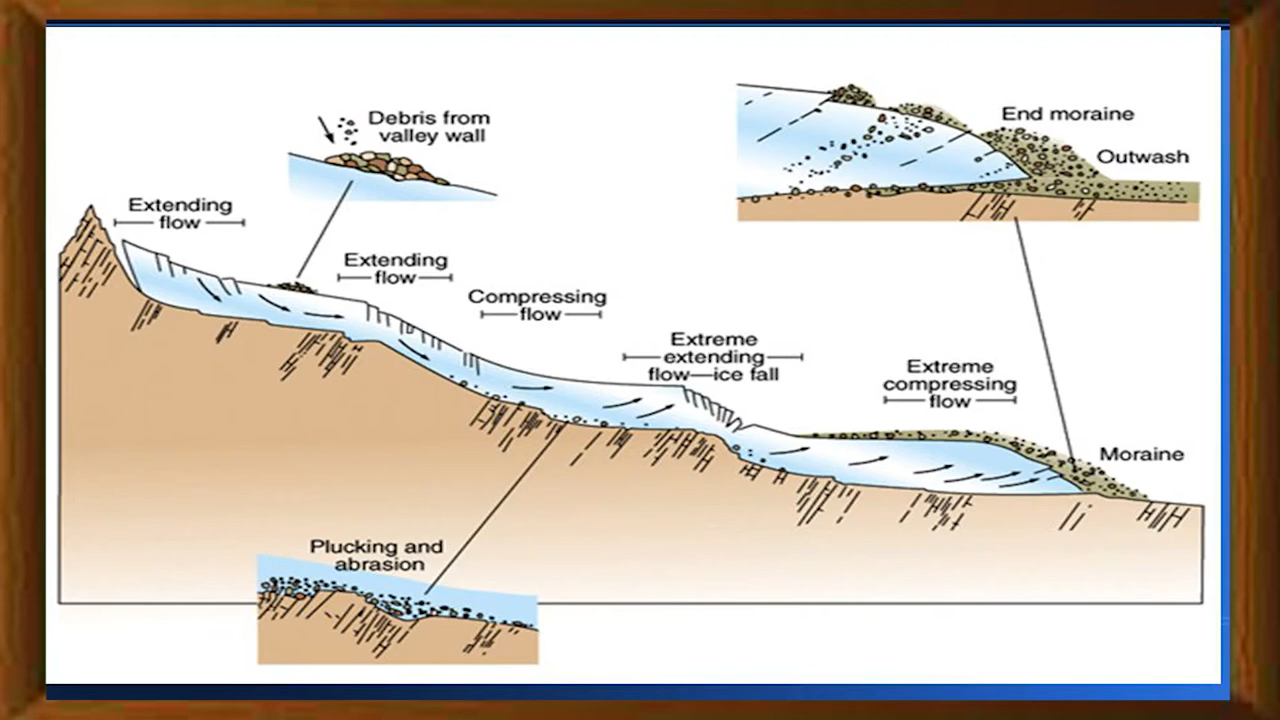 Debris from
valley wall
End moraine
Outwash
Extending
flow
Extending
flow
Compressing
flow
Extreme
extending
flow—ice fall
Extreme
compressing
flow
Moraine
Plucking and
abrasion